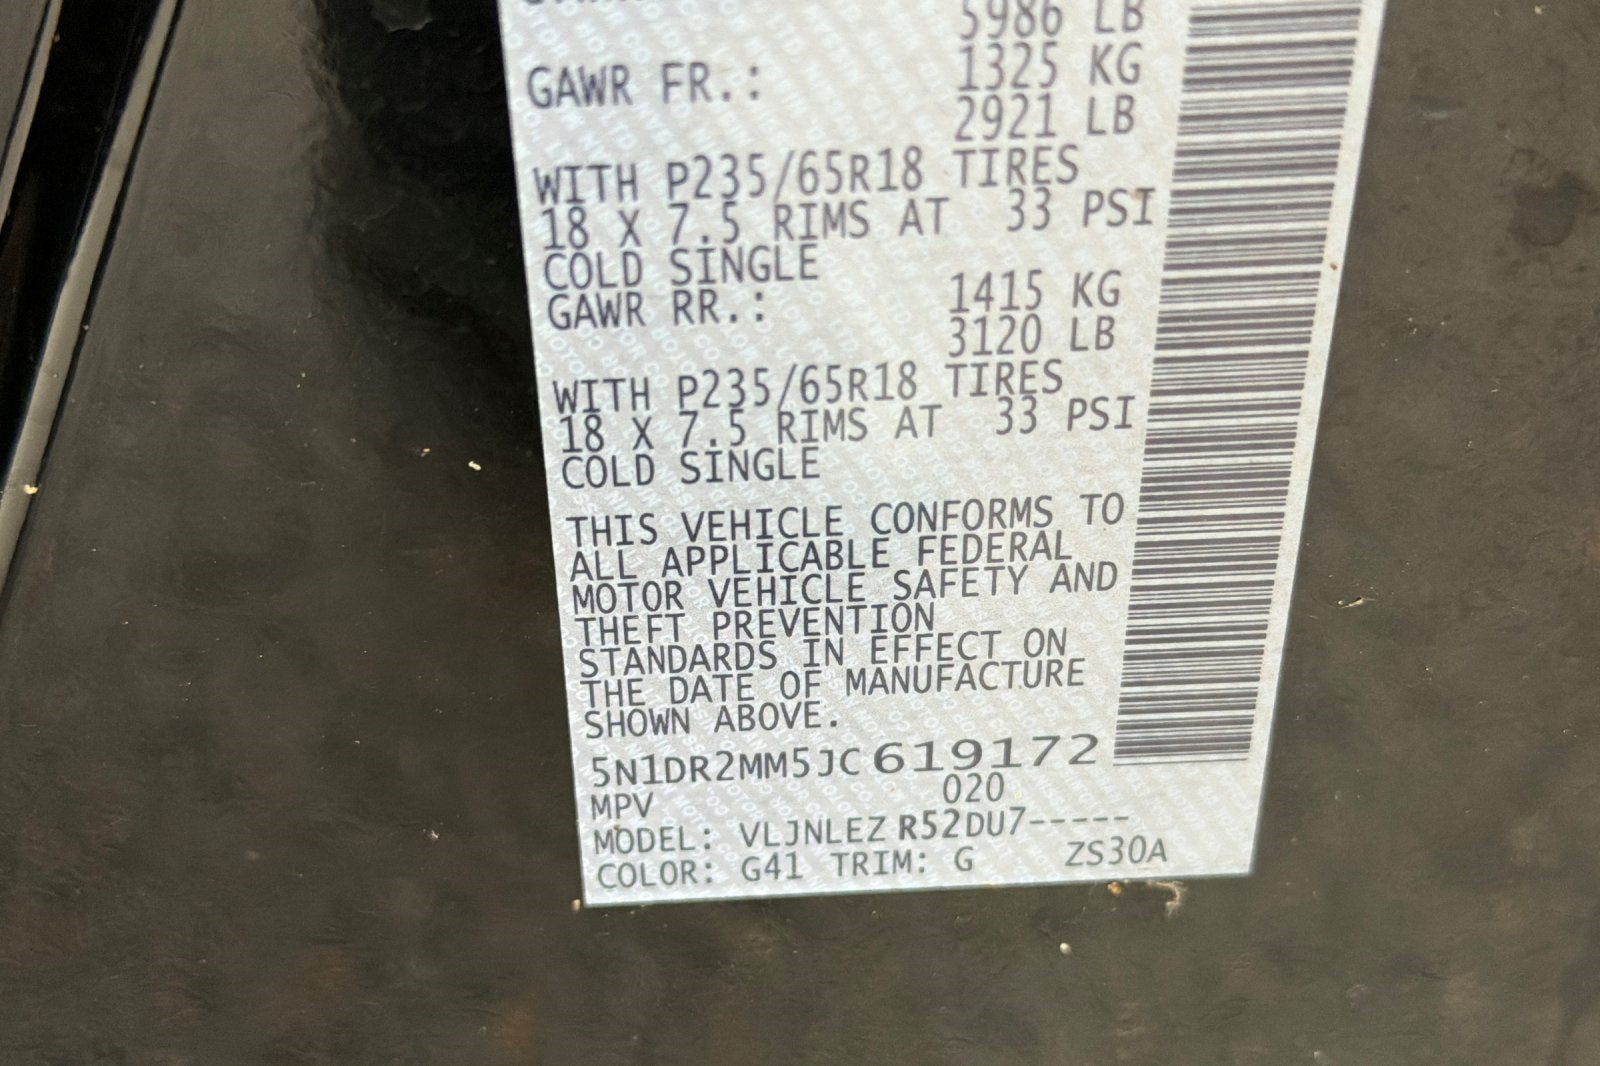 5986 LB
GAWR FR.: 1325 KG
2921 LB
WITH P235/65R18 TIRES
18 X 7.5 RIMS AT 33 PSI
COLD SINGLE
GAWR RR.: 1415 KG
3120 LB
WITH P235/65R18 TIRES
18 X 7.5 RIMS AT 33 PSI
COLD SINGLE
THIS VEHICLE CONFORMS TO
ALL APPLICABLE FEDERAL
MOTOR VEHICLE SAFETY AND
THEFT PREVENTION
STANDARDS IN EFFECT ON
THE DATE OF MANUFACTURE
SHOWN ABOVE.
5N1DR2MM5JC619172
MPV 020
MODEL: VLJNLEZ R52DU7-----
COLOR: G41 TRIM: G ZS30A